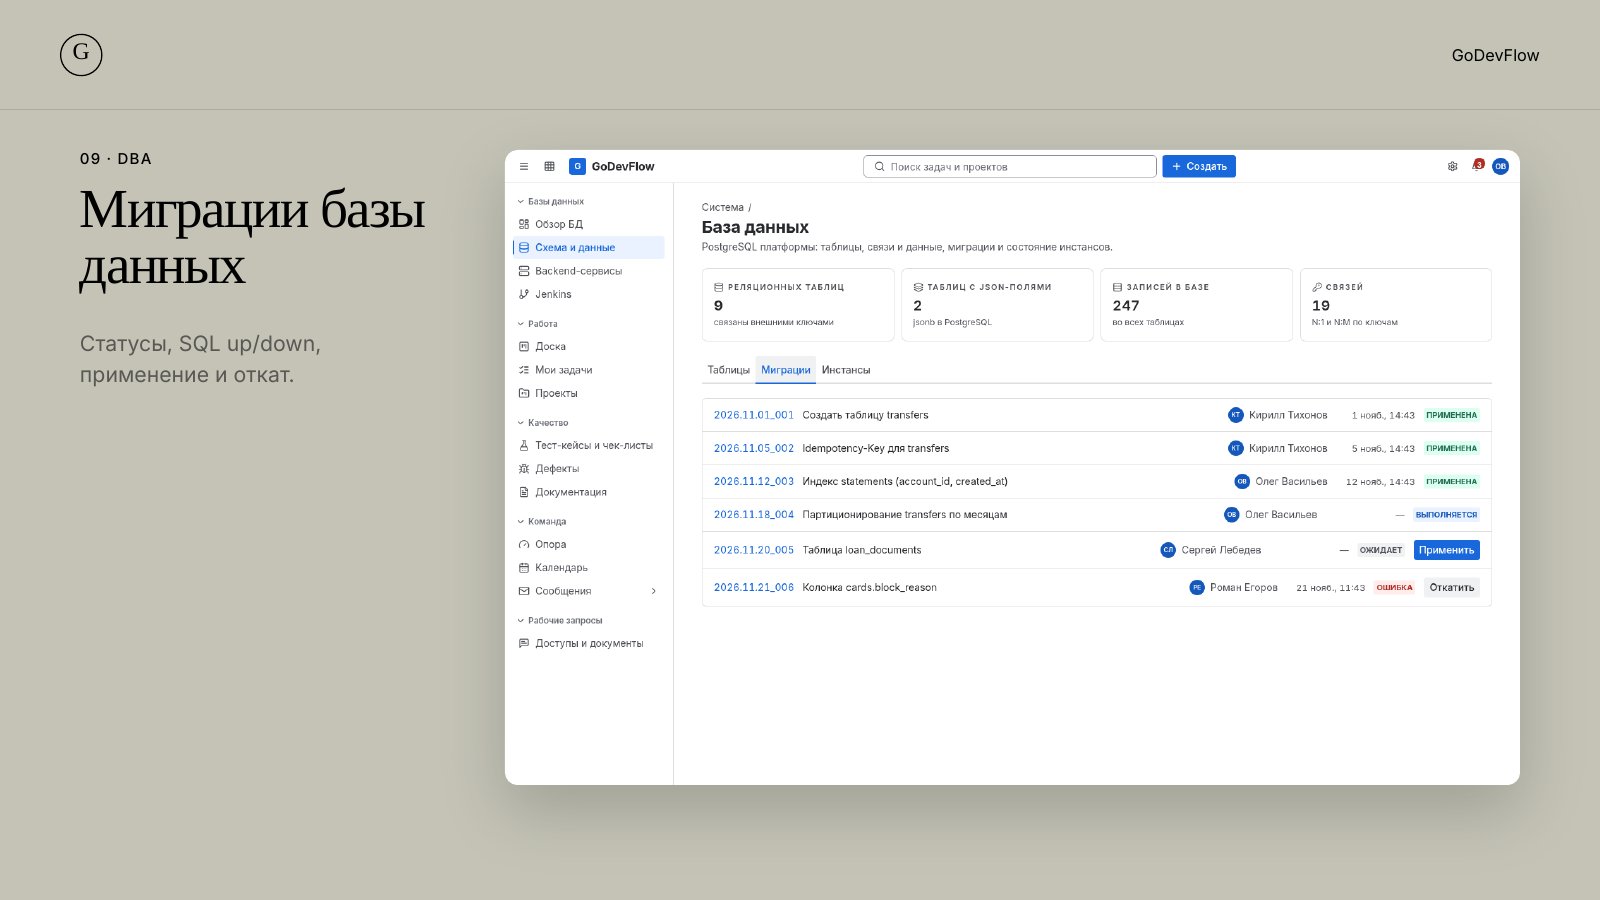 G
GoDevFlow
09 · DBA
Миграции базы
данных
Статусы, SQL up/down,
применение и откат.
G GoDevFlow
Поиск задач и проектов
+ Создать
3
ОВ
Базы данных
Обзор БД
Схема и данные
Backend-сервисы
Jenkins
Работа
Доска
Мои задачи
Проекты
Качество
Тест-кейсы и чек-листы
Дефекты
Документация
Команда
Опора
Календарь
Сообщения
Рабочие запросы
Доступы и документы
Система /
База данных
PostgreSQL платформы: таблицы, связи и данные, миграции и состояние инстансов.
РЕЛЯЦИОННЫХ ТАБЛИЦ
9
связаны внешними ключами
ТАБЛИЦ С JSON-ПОЛЯМИ
2
jsonb в PostgreSQL
ЗАПИСЕЙ В БАЗЕ
247
во всех таблицах
СВЯЗЕЙ
19
N:1 и N:M по ключам
Таблицы Миграции Инстансы
2026.11.01_001 Создать таблицу transfers КТ Кирилл Тихонов 1 нояб., 14:43 ПРИМЕНЕНА
2026.11.05_002 Idempotency-Key для transfers КТ Кирилл Тихонов 5 нояб., 14:43 ПРИМЕНЕНА
2026.11.12_003 Индекс statements (account_id, created_at) ОВ Олег Васильев 12 нояб., 14:43 ПРИМЕНЕНА
2026.11.18_004 Партиционирование transfers по месяцам ОВ Олег Васильев — ВЫПОЛНЯЕТСЯ
2026.11.20_005 Таблица loan_documents СЛ Сергей Лебедев — ОЖИДАЕТ Применить
2026.11.21_006 Колонка cards.block_reason РЕ Роман Егоров 21 нояб., 11:43 ОШИБКА Откатить